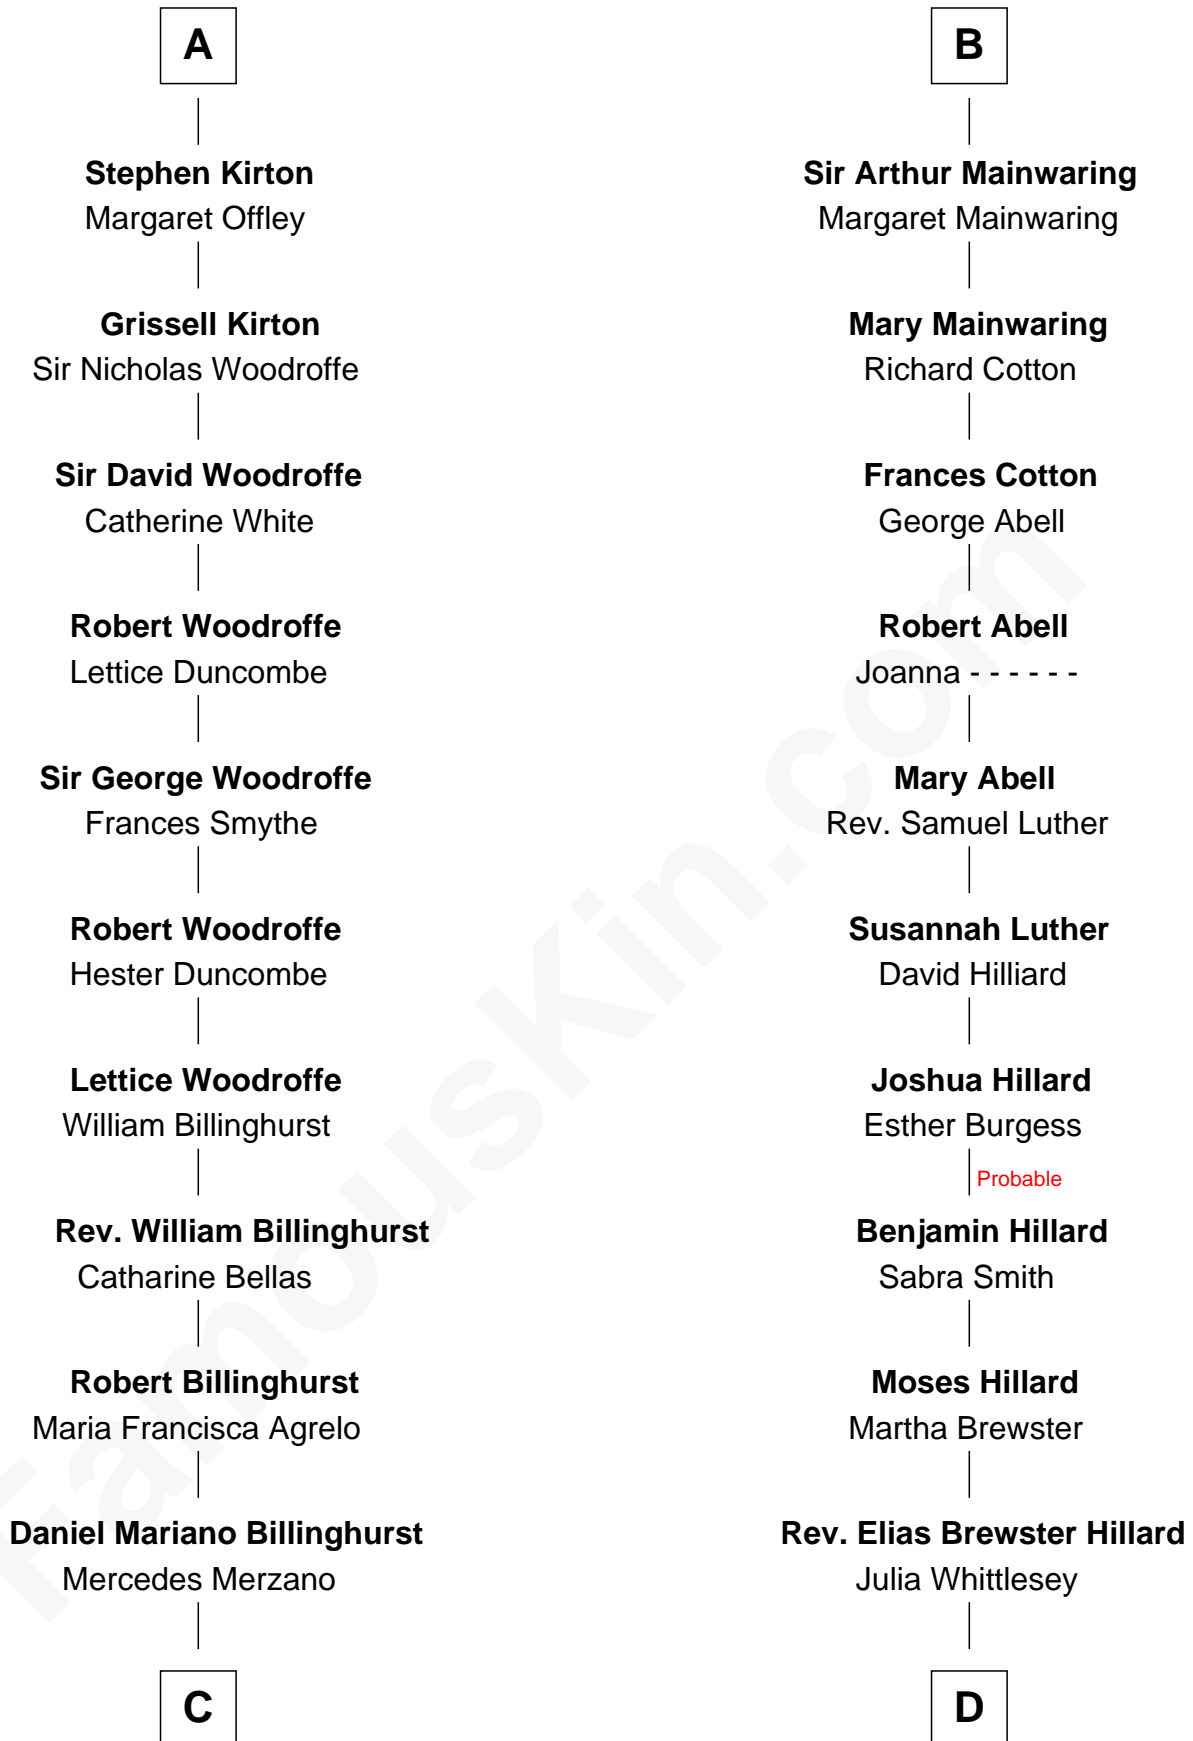 A
Stephen Kirton
Margaret Offley
Grissell Kirton
Sir Nicholas Woodroffe
Sir David Woodroffe
Catherine White
Robert Woodroffe
Lettice Duncombe
Sir George Woodroffe
Frances Smythe
Robert Woodroffe
Hester Duncombe
Lettice Woodroffe
William Billinghurst
Rev. William Billinghurst
Catharine Bellas
Robert Billinghurst
Maria Francisca Agrelo
Daniel Mariano Billinghurst
Mercedes Merzano
C
B
Sir Arthur Mainwaring
Margaret Mainwaring
Mary Mainwaring
Richard Cotton
Frances Cotton
George Abell
Robert Abell
Joanna - - - - - -
Mary Abell
Rev. Samuel Luther
Susannah Luther
David Hilliard
Joshua Hillard
Esther Burgess
Probable
Benjamin Hillard
Sabra Smith
Moses Hillard
Martha Brewster
Rev. Elias Brewster Hillard
Julia Whittlesey
D
FamousKin.com